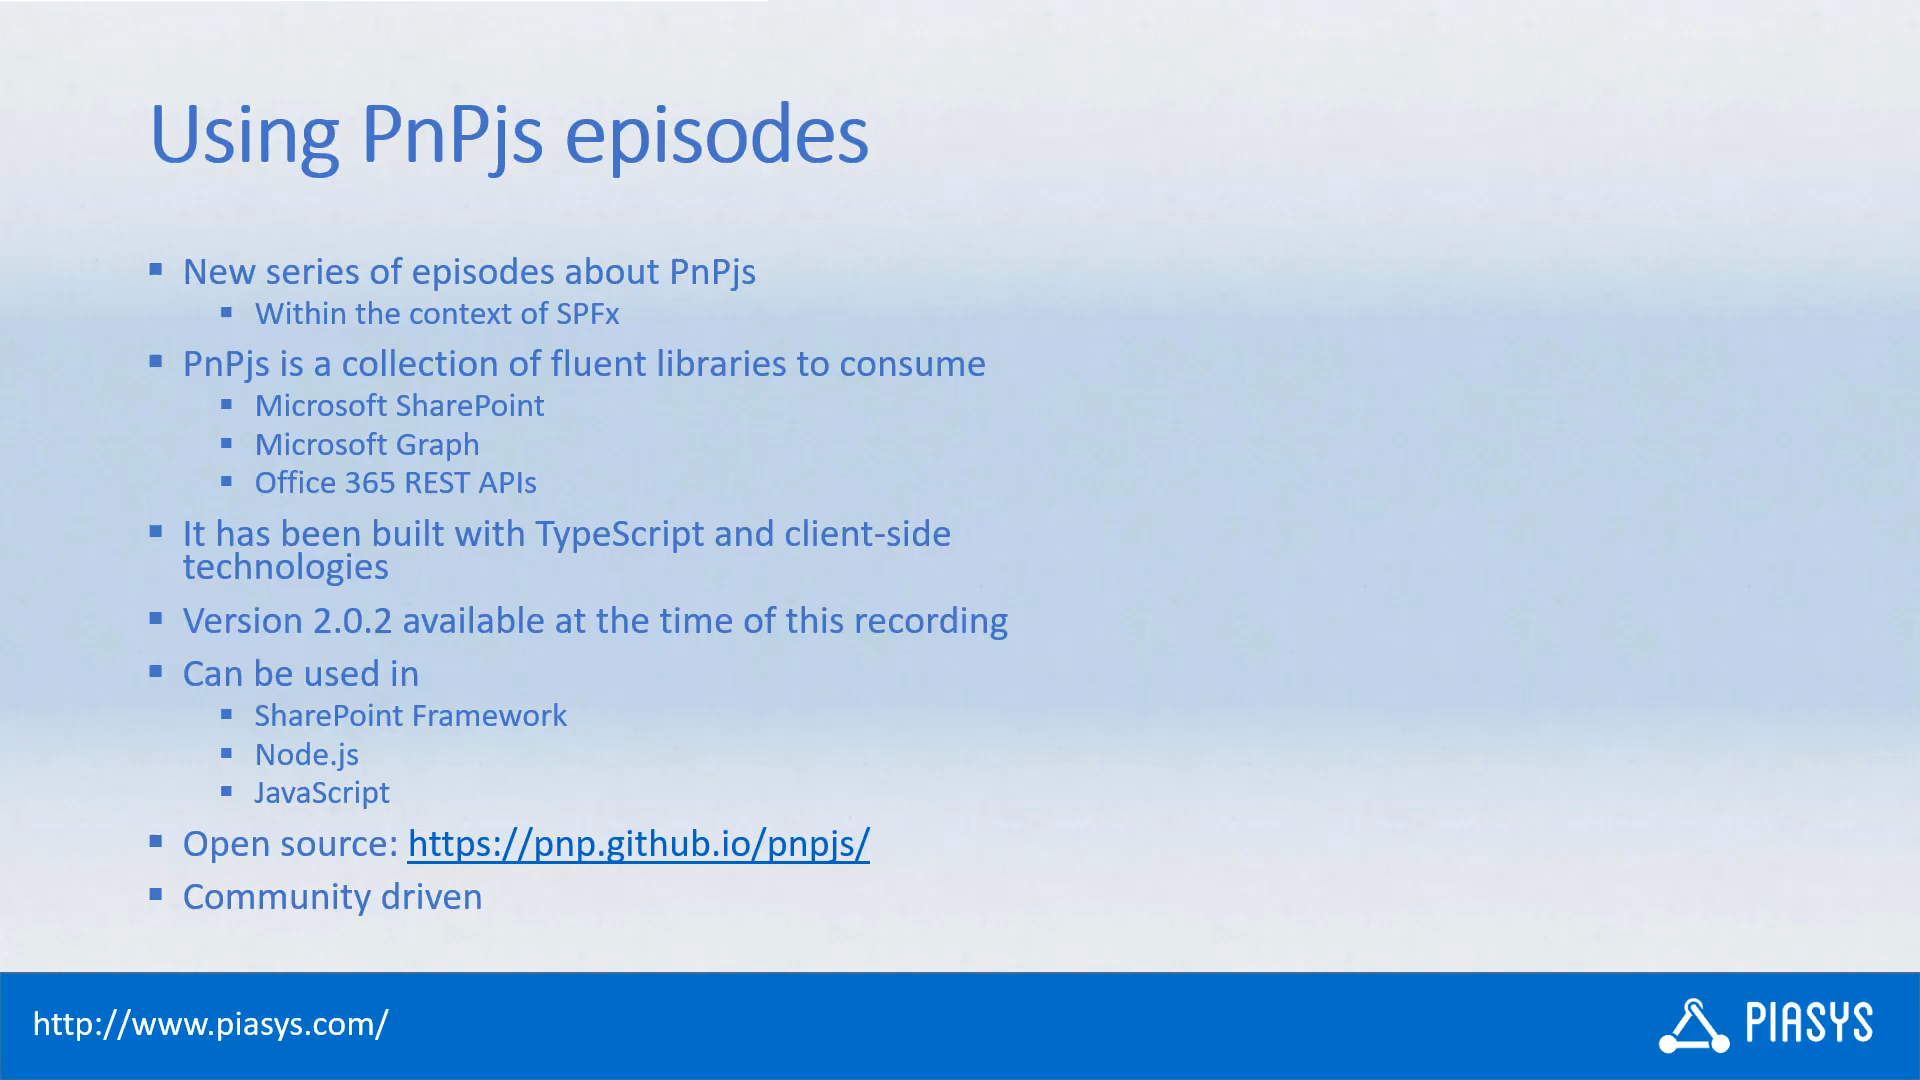 Using PnPjs episodes
▪ New series of episodes about PnPjs
▪ Within the context of SPFx
▪ PnPjs is a collection of fluent libraries to consume
▪ Microsoft SharePoint
▪ Microsoft Graph
▪ Office 365 REST APIs
▪ It has been built with TypeScript and client-side
technologies
▪ Version 2.0.2 available at the time of this recording
▪ Can be used in
▪ SharePoint Framework
▪ Node.js
▪ JavaScript
▪ Open source: https://pnp.github.io/pnpjs/
▪ Community driven
http://www.piasys.com/
PIASYS